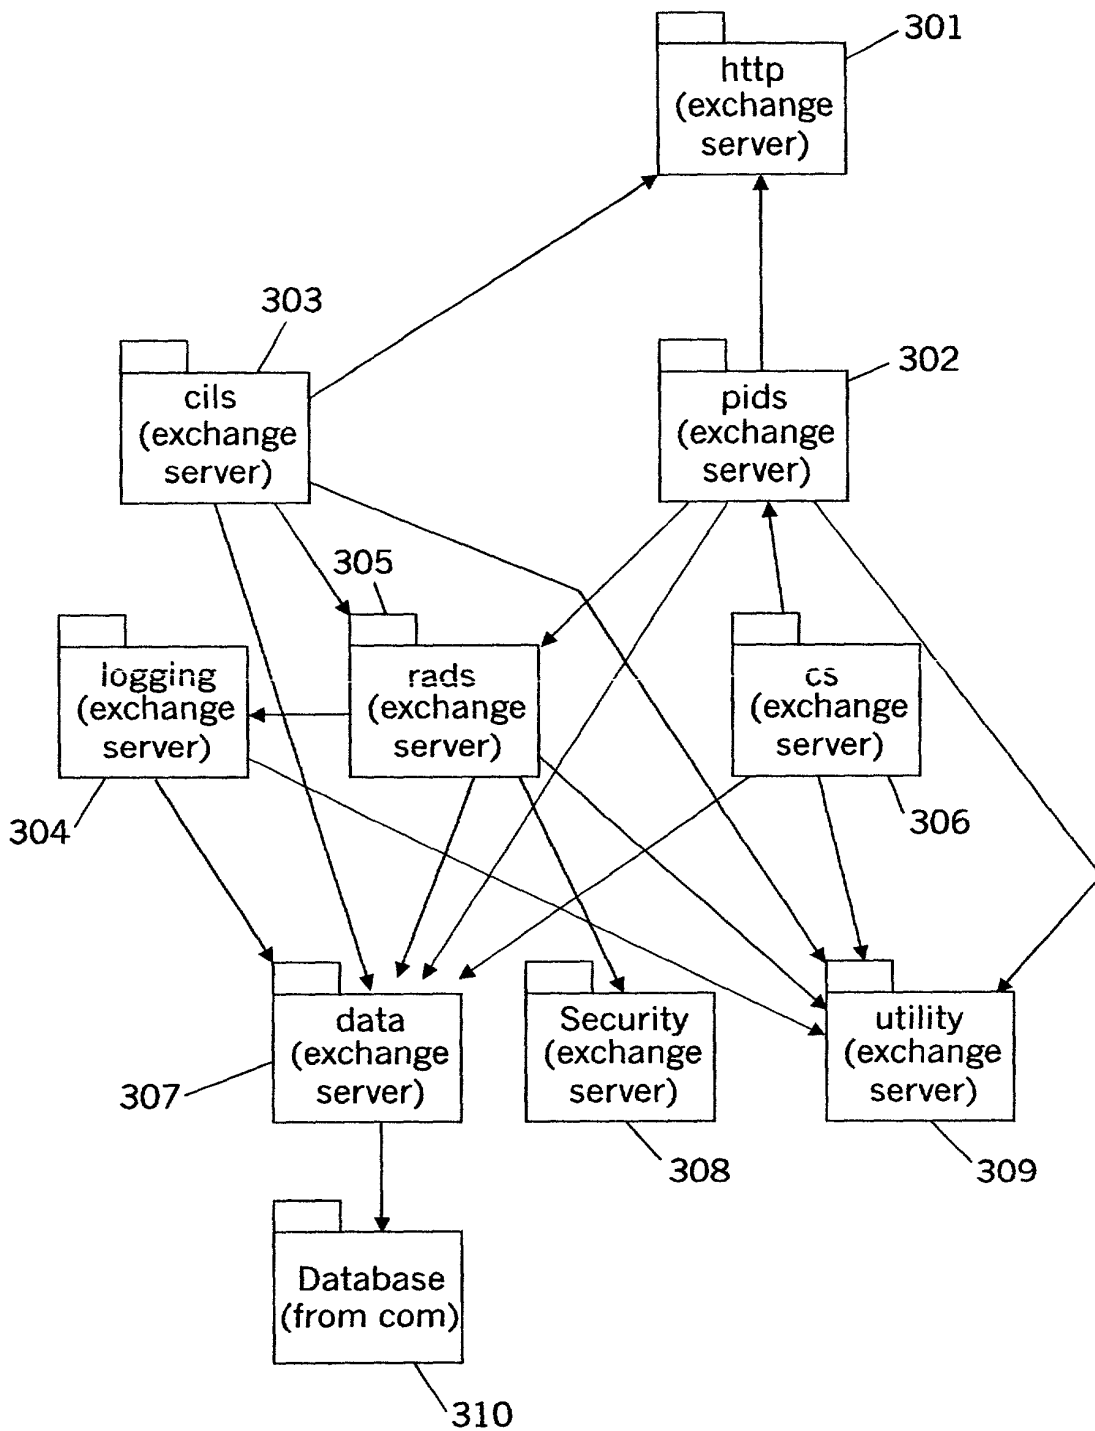 301
http
(exchange
server)
303
302
cils
(exchange
server)
pids
(exchange
server)
305
logging
(exchange
server)
rads
(exchange
server)
cs
(exchange
server)
304
306
data
(exchange
server)
Security
(exchange
server)
utility
(exchange
server)
307
308
309
Database
(from com)
310